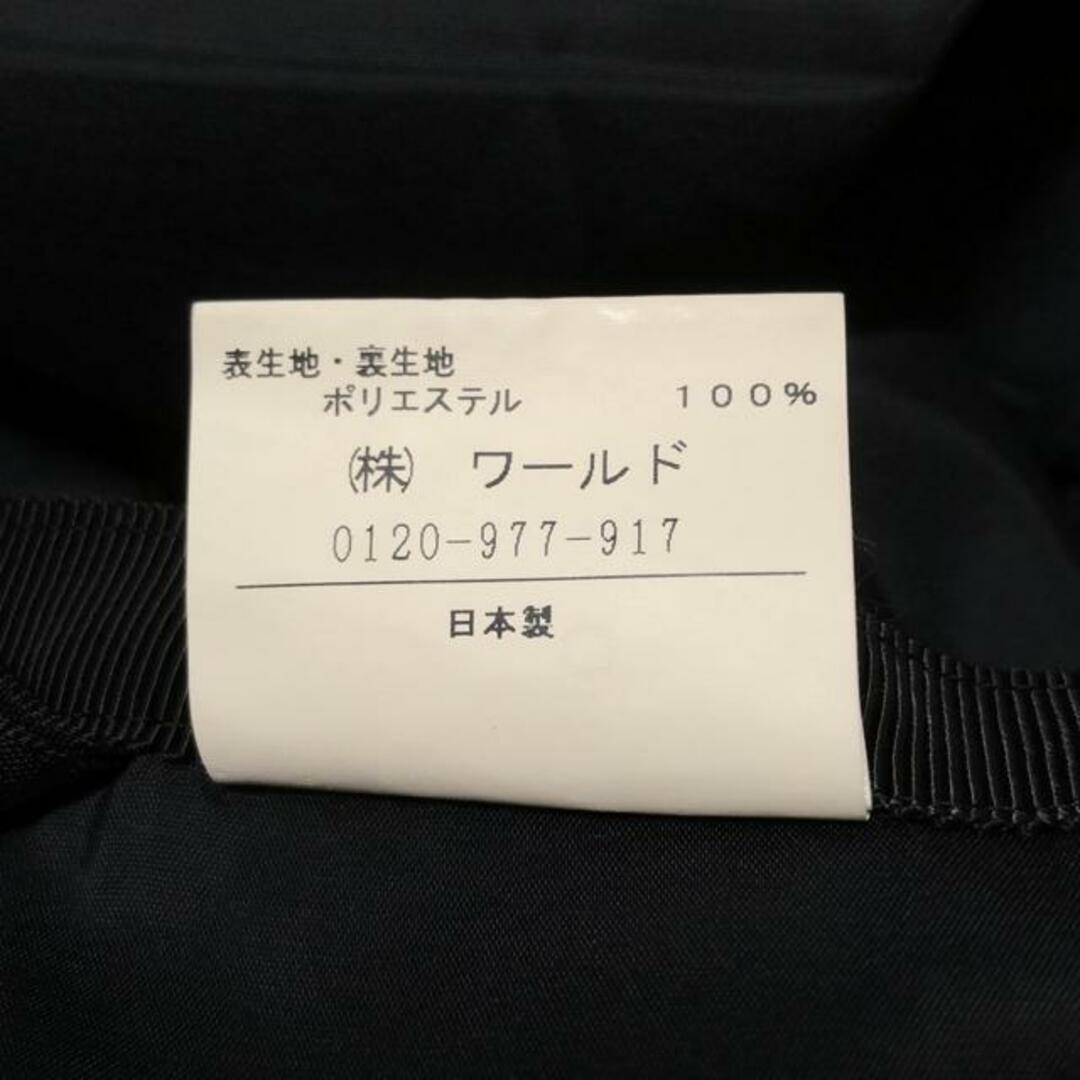 表生地・裏生地
ポリエステル 100%
(株) ワールド
0120-977-917
日本製